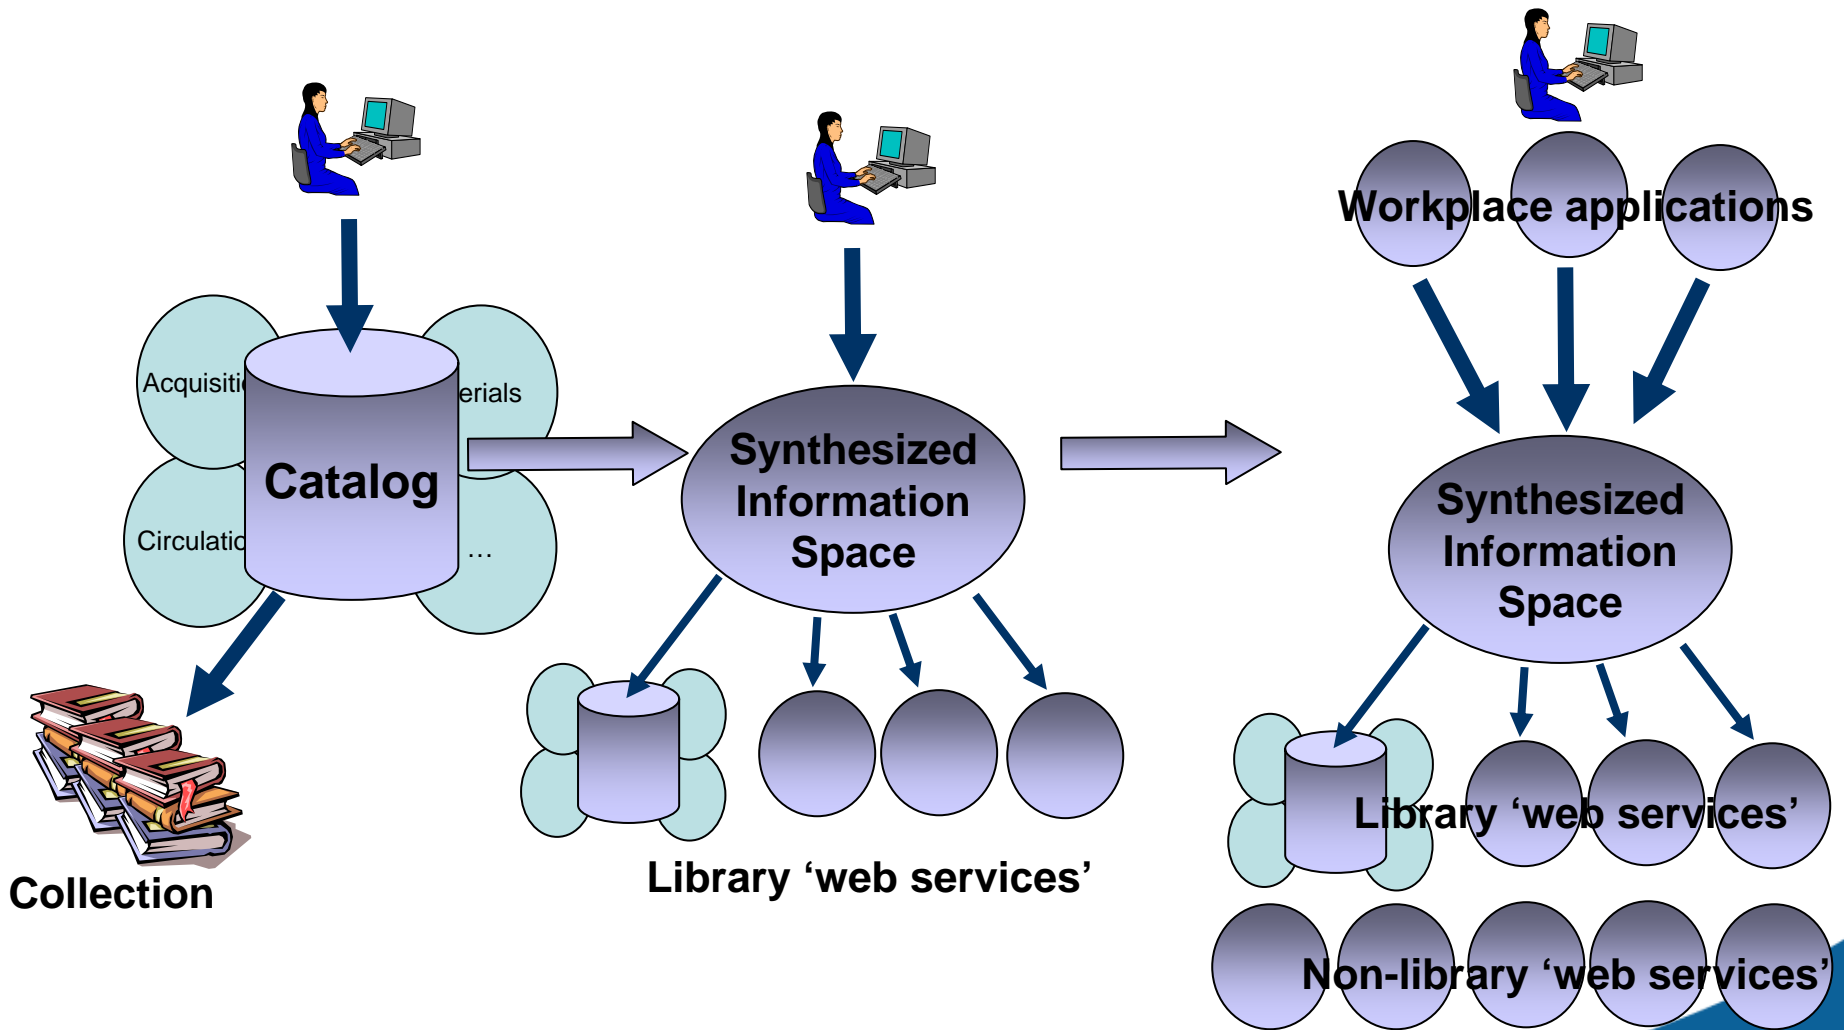 Workplace applications
Acquisitio
erials
Catalog
Circulatio
…
Synthesized
Information
Space
Synthesized
Information
Space
Library ‘web services’
Library ‘web services’
Collection
Non-library ‘web services’